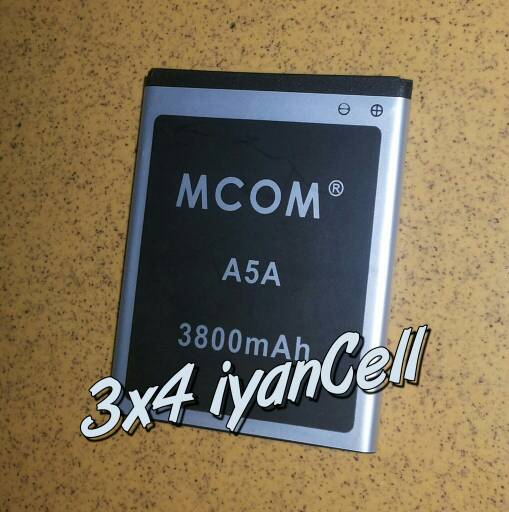 ⊖ ⊕
MCOM®
A5A
3800mAh
3x4 iyanCell